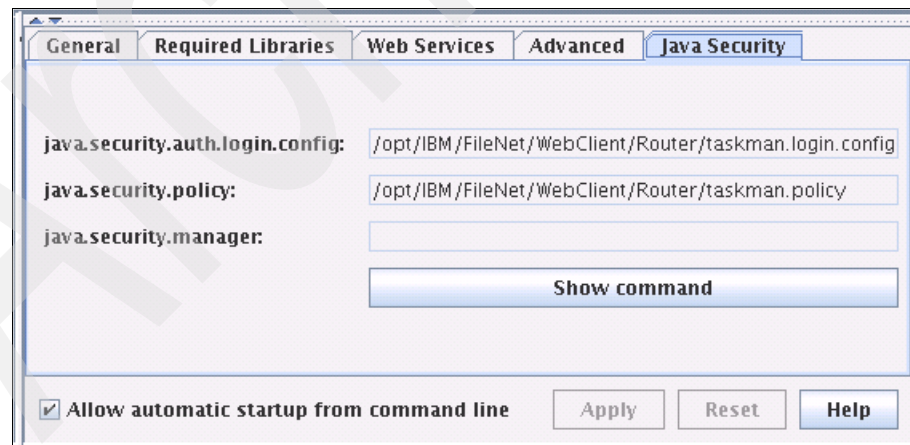 General Required Libraries Web Services Advanced Java Security
java.security.auth.login.config: /opt/IBM/FileNet/WebClient/Router/taskman.login.config
java.security.policy: /opt/IBM/FileNet/WebClient/Router/taskman.policy
java.security.manager:
Show command
Allow automatic startup from command line Apply Reset Help